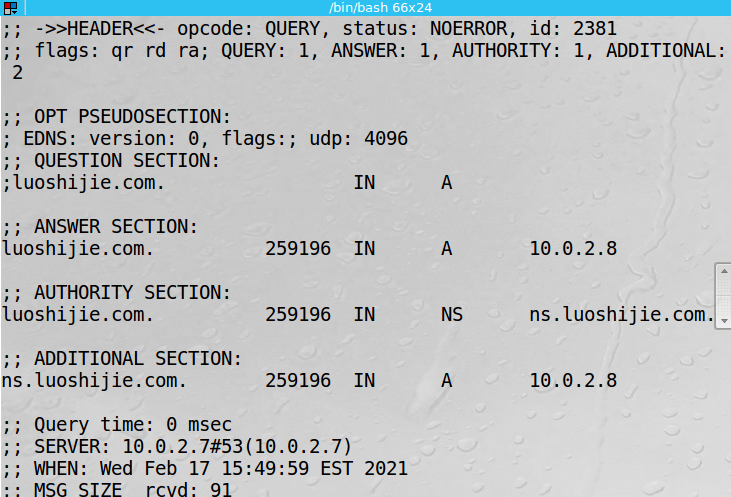 /bin/bash 66x24
;; ->>HEADER<<- opcode: QUERY, status: NOERROR, id: 2381
;; flags: qr rd ra; QUERY: 1, ANSWER: 1, AUTHORITY: 1, ADDITIONAL:
 2
;; OPT PSEUDOSECTION:
; EDNS: version: 0, flags:; udp: 4096
;; QUESTION SECTION:
;luoshijie.com.			IN	A
;; ANSWER SECTION:
luoshijie.com.		259196	IN	A	10.0.2.8
;; AUTHORITY SECTION:
luoshijie.com.		259196	IN	NS	ns.luoshijie.com.
;; ADDITIONAL SECTION:
ns.luoshijie.com.	259196	IN	A	10.0.2.8
;; Query time: 0 msec
;; SERVER: 10.0.2.7#53(10.0.2.7)
;; WHEN: Wed Feb 17 15:49:59 EST 2021
;; MSG SIZE  rcvd: 91